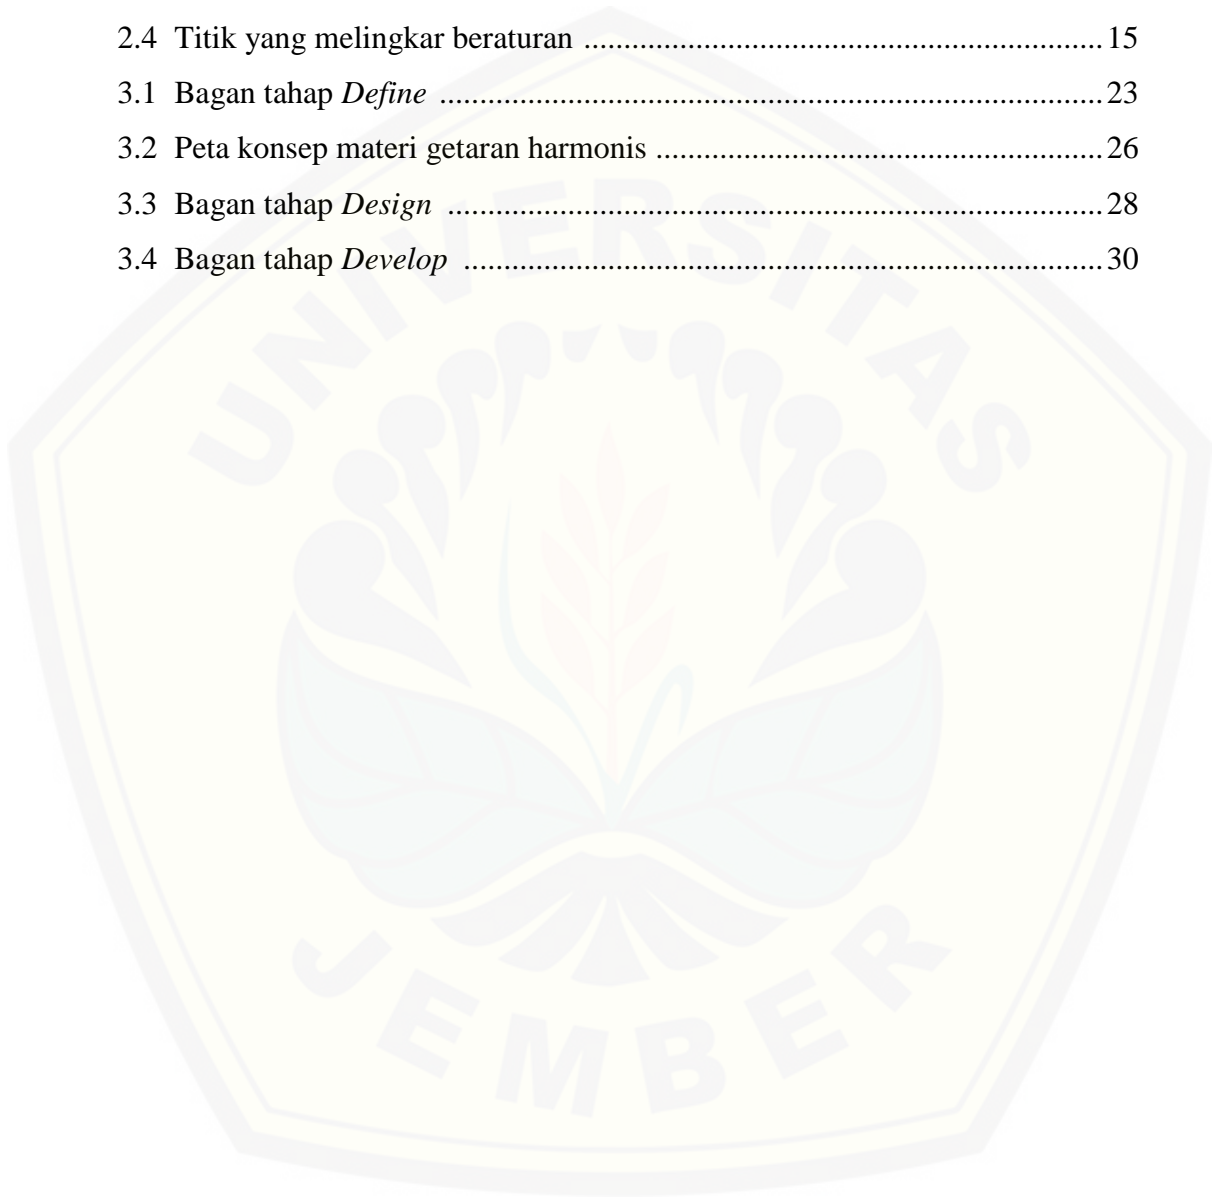 2.4 Titik yang melingkar beraturan ................................................................. 15
3.1 Bagan tahap Define ................................................................................... 23
3.2 Peta konsep materi getaran harmonis ........................................................ 26
3.3 Bagan tahap Design .................................................................................. 28
3.4 Bagan tahap Develop ................................................................................ 30
UNIVERSITAS
JEMBER